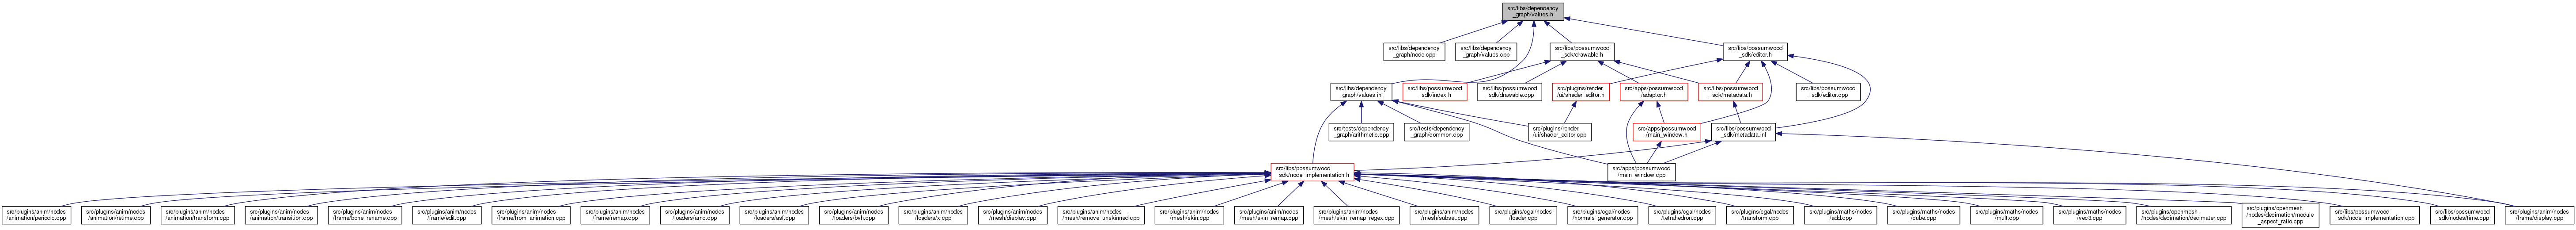 src/libs/dependency
_graph/values.h
src/libs/dependency
_graph/node.cpp
src/libs/dependency
_graph/values.cpp
src/libs/possumwood
_sdk/drawable.h
src/libs/possumwood
_sdk/editor.h
src/libs/dependency
_graph/values.inl
src/libs/possumwood
_sdk/index.h
src/libs/possumwood
_sdk/drawable.cpp
src/plugins/render
/ui/shader_editor.h
src/apps/possumwood
/adaptor.h
src/libs/possumwood
_sdk/metadata.h
src/libs/possumwood
_sdk/editor.cpp
src/tests/dependency
_graph/arithmetic.cpp
src/tests/dependency
_graph/common.cpp
src/plugins/render
/ui/shader_editor.cpp
src/apps/possumwood
/main_window.h
src/libs/possumwood
_sdk/metadata.inl
src/libs/possumwood
_sdk/node_implementation.h
src/apps/possumwood
/main_window.cpp
src/plugins/anim/nodes
/animation/periodic.cpp
src/plugins/anim/nodes
/animation/retime.cpp
src/plugins/anim/nodes
/animation/transform.cpp
src/plugins/anim/nodes
/animation/transition.cpp
src/plugins/anim/nodes
/frame/bone_rename.cpp
src/plugins/anim/nodes
/frame/edit.cpp
src/plugins/anim/nodes
/frame/from_animation.cpp
src/plugins/anim/nodes
/frame/remap.cpp
src/plugins/anim/nodes
/loaders/amc.cpp
src/plugins/anim/nodes
/loaders/asf.cpp
src/plugins/anim/nodes
/loaders/bvh.cpp
src/plugins/anim/nodes
/loaders/x.cpp
src/plugins/anim/nodes
/mesh/display.cpp
src/plugins/anim/nodes
/mesh/remove_unskinned.cpp
src/plugins/anim/nodes
/mesh/skin.cpp
src/plugins/anim/nodes
/mesh/skin_remap.cpp
src/plugins/anim/nodes
/mesh/skin_remap_regex.cpp
src/plugins/anim/nodes
/mesh/subset.cpp
src/plugins/cgal/nodes
/loader.cpp
src/plugins/cgal/nodes
/normals_generator.cpp
src/plugins/cgal/nodes
/tetrahedron.cpp
src/plugins/cgal/nodes
/transform.cpp
src/plugins/maths/nodes
/add.cpp
src/plugins/maths/nodes
/cube.cpp
src/plugins/maths/nodes
/mult.cpp
src/plugins/maths/nodes
/vec3.cpp
src/plugins/openmesh
/nodes/decimation/decimater.cpp
src/plugins/openmesh
/nodes/decimation/module
_aspect_ratio.cpp
src/libs/possumwood
_sdk/node_implementation.cpp
src/libs/possumwood
_sdk/nodes/time.cpp
src/plugins/anim/nodes
/frame/display.cpp